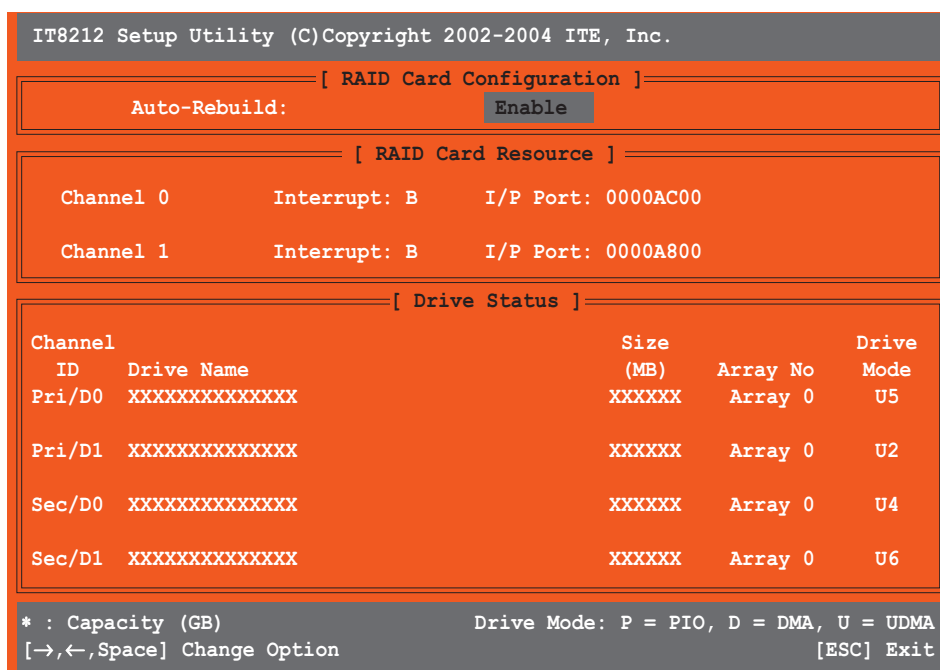 IT8212 Setup Utility (C)Copyright 2002-2004 ITE, Inc.
[ RAID Card Configuration ]
Auto-Rebuild: Enable
[ RAID Card Resource ]
Channel 0 Interrupt: B I/P Port: 0000AC00
Channel 1 Interrupt: B I/P Port: 0000A800
[ Drive Status ]
Channel Size Drive
ID Drive Name (MB) Array No Mode
Pri/D0 XXXXXXXXXXXXXX XXXXXX Array 0 U5
Pri/D1 XXXXXXXXXXXXXX XXXXXX Array 0 U2
Sec/D0 XXXXXXXXXXXXXX XXXXXX Array 0 U4
Sec/D1 XXXXXXXXXXXXXX XXXXXX Array 0 U6
* : Capacity (GB) Drive Mode: P = PIO, D = DMA, U = UDMA
[→,←,Space] Change Option [ESC] Exit